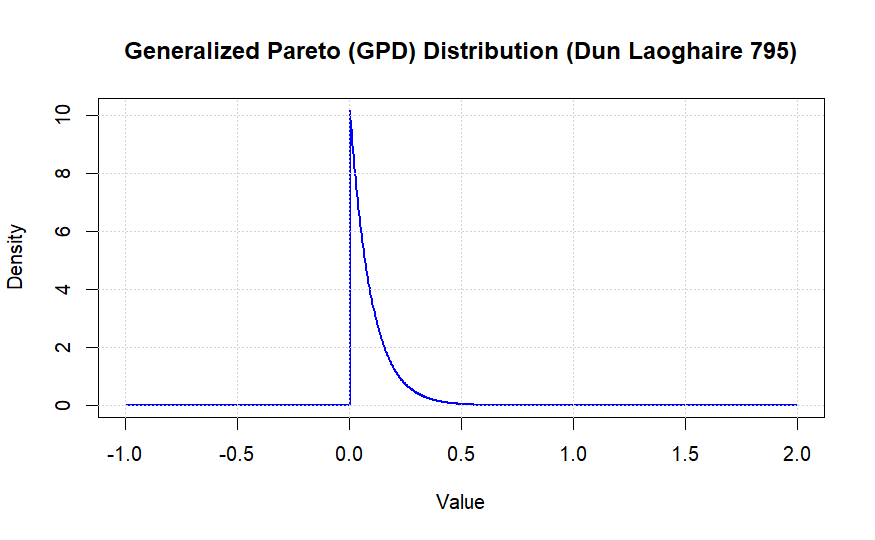 Generalized Pareto (GPD) Distribution (Dun Laoghaire 795)
10
8
6
4
2
0
Density
-1.0 -0.5 0.0 0.5 1.0 1.5 2.0
Value